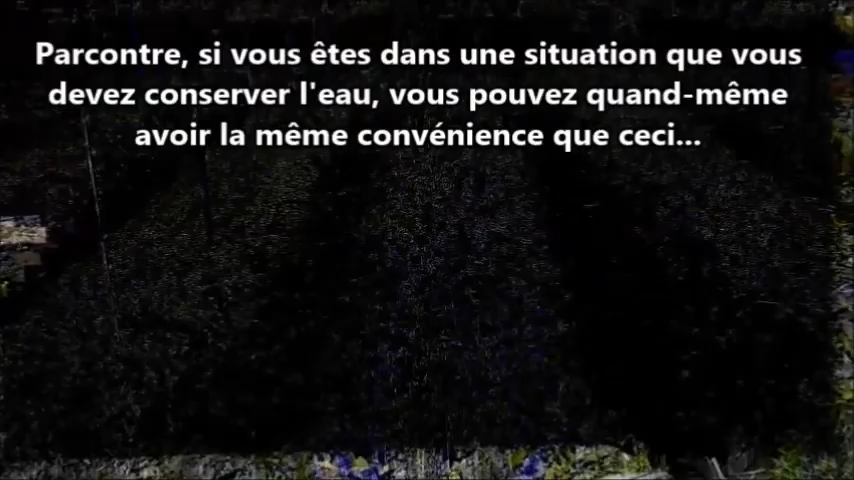 Parcontre, si vous êtes dans une situation que vous
devez conserver l'eau, vous pouvez quand-même
avoir la même convénience que ceci...